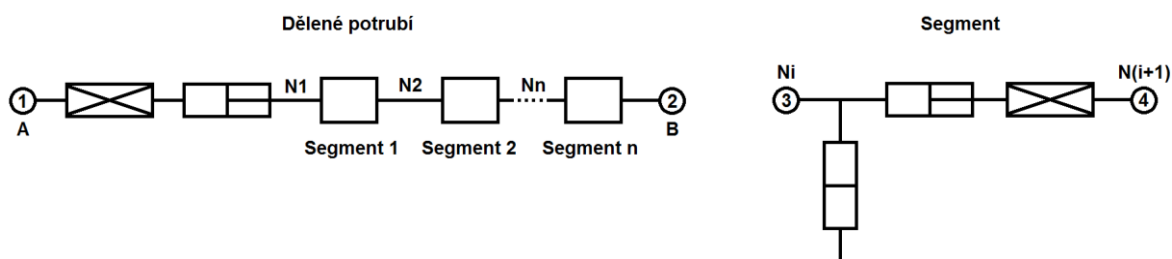 Dělené potrubí
1
A
N1
N2
Nn
2
B
Segment 1
Segment 2
Segment n
Segment
Ni
3
N(i+1)
4